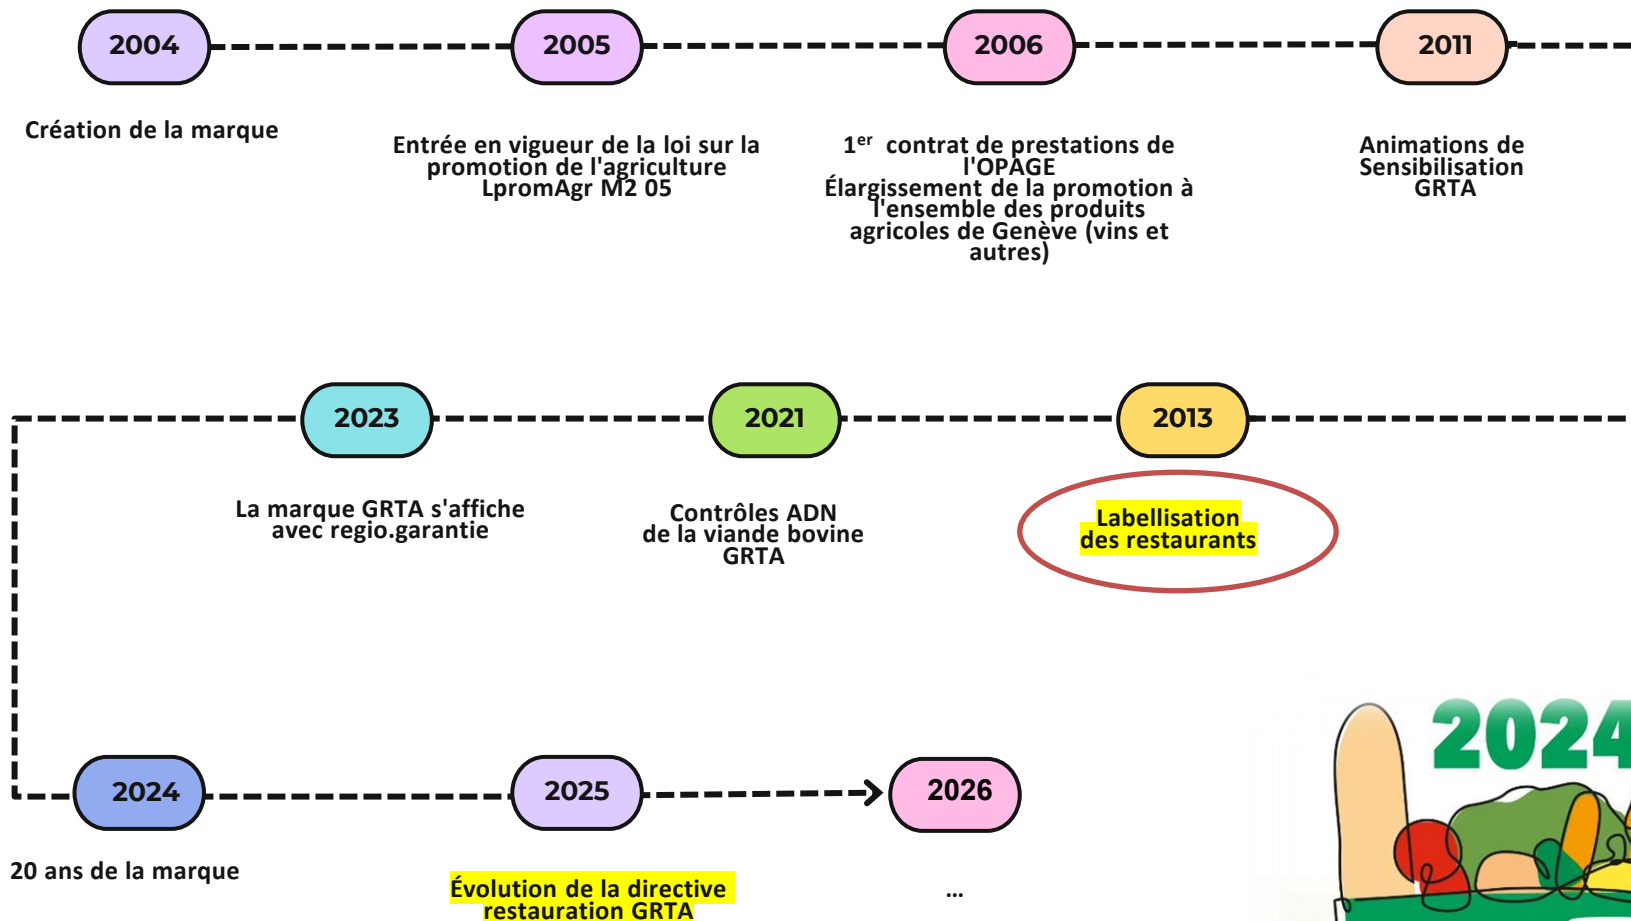 2004
2005
2006
2011
Création de la marque
Entrée en vigueur de la loi sur la
promotion de l'agriculture
LpromAgr M2 05
1er contrat de prestations de
l'OPAGE
Élargissement de la promotion à
l'ensemble des produits
agricoles de Genève (vins et
autres)
Animations de
Sensibilisation
GRTA
2023
2021
2013
La marque GRTA s'affiche
avec regio.garantie
Contrôles ADN
de la viande bovine
GRTA
Labellisation
des restaurants
2024
2025
2026
20 ans de la marque
Évolution de la directive
restauration GRTA
...
2024